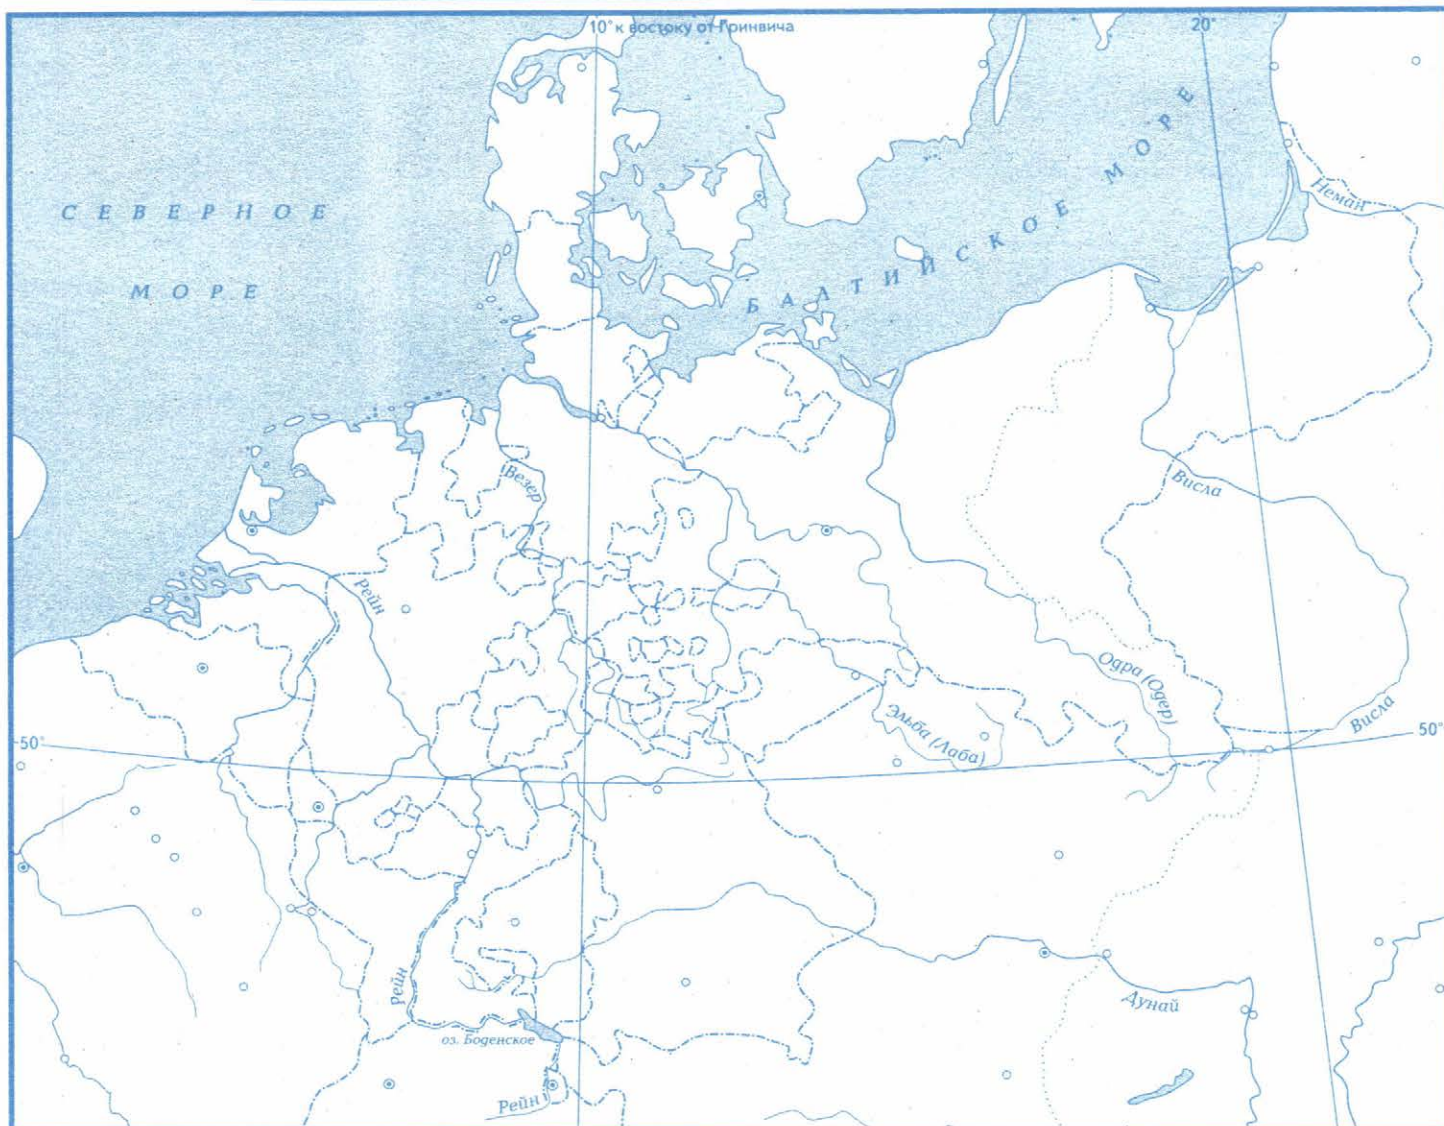 10° к востоку от Гринвича
20°
СЕВЕРНОЕ
МОРЕ
БАЛТИЙСКОЕ МОРЕ
Неман
Везер
Висла
Рейн
Одра (Одер)
Эльба (Лаба)
Висла
50°
50°
Рейн
Дунай
оз. Боденское
Рейн